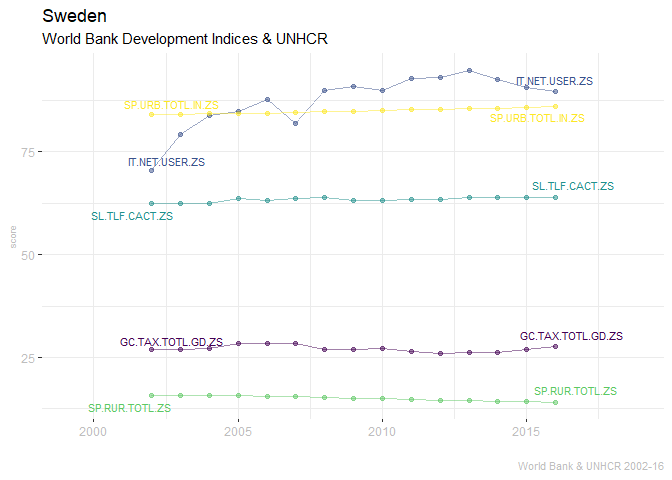 Sweden
World Bank Development Indices & UNHCR
IT.NET.USER.ZS
SP.URB.TOTL.IN.ZS
SP.URB.TOTL.IN.ZS
75
IT.NET.USER.ZS
SL.TLF.CACT.ZS
SL.TLF.CACT.ZS
score
50
GC.TAX.TOTL.GD.ZS
GC.TAX.TOTL.GD.ZS
25
SP.RUR.TOTL.ZS
SP.RUR.TOTL.ZS
2000 2005 2010 2015
World Bank & UNHCR 2002-16